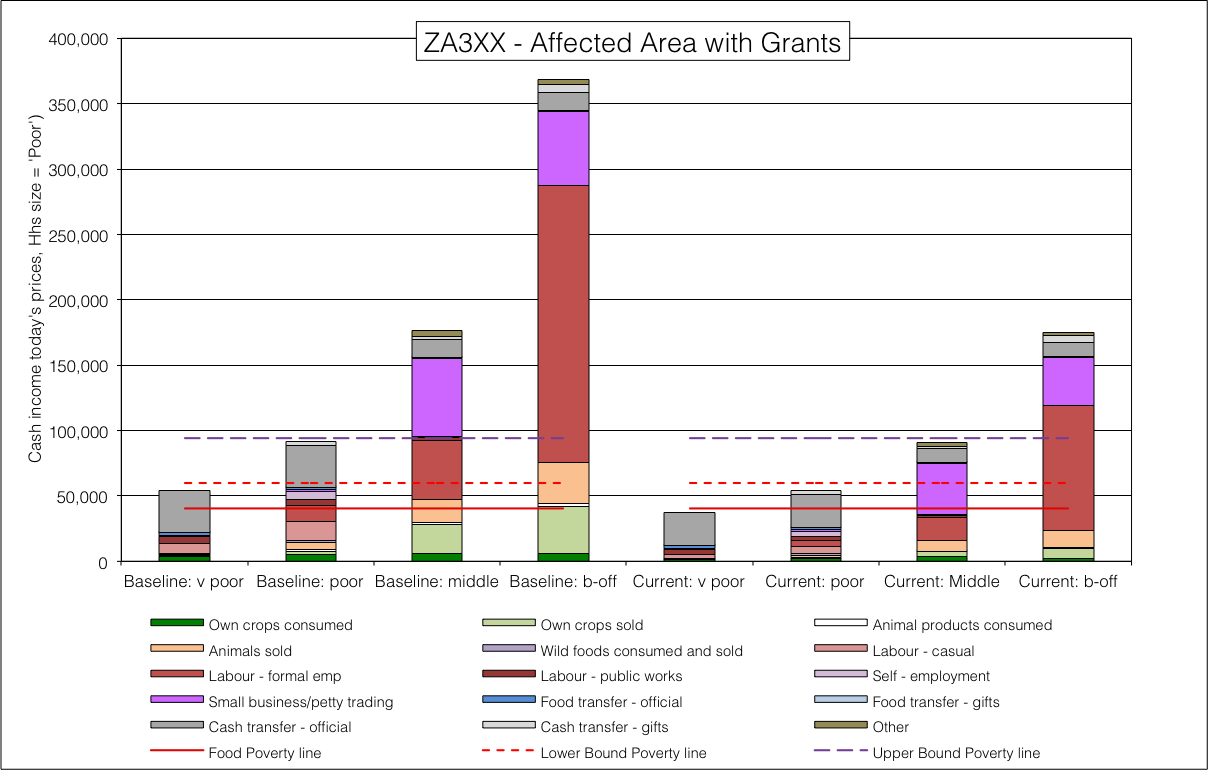 ZA3XX - Affected Area with Grants
Cash income today's prices, Hhs size = 'Poor')
400,000
350,000
300,000
250,000
200,000
150,000
100,000
50,000
0
Baseline: v poor Baseline: poor Baseline: middle Baseline: b-off Current: v poor Current: poor Current: Middle Current: b-off
Own crops consumed Own crops sold Animal products consumed
Animals sold Wild foods consumed and sold Labour - casual
Labour - formal emp Labour - public works Self - employment
Small business/petty trading Food transfer - official Food transfer - gifts
Cash transfer - official Cash transfer - gifts Other
Food Poverty line Lower Bound Poverty line Upper Bound Poverty line